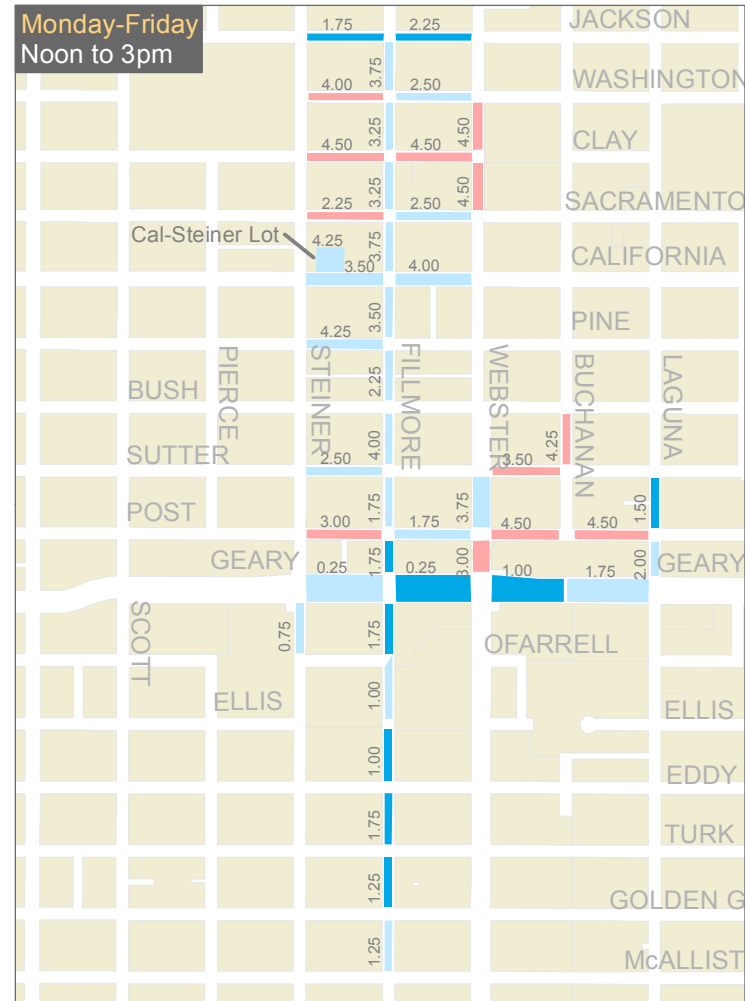 Monday-Friday
Noon to 3pm
1.75
2.25
JACKSON
3.75
4.00
2.50
WASHINGTON
3.25
4.50
4.50
4.50
CLAY
3.25
4.50
2.25
2.50
SACRAMENTO
Cal-Steiner Lot
4.25
3.75
3.50
4.00
CALIFORNIA
3.50
4.25
PINE
PIERCE
STEINER
FILLMORE
WEBSTER
BUCHANAN
LAGUNA
2.25
BUSH
4.00
4.25
SUTTER
2.50
3.50
1.75
3.75
1.50
POST
3.00
1.75
4.50
4.50
GEARY
0.25
1.75
0.25
3.00
1.00
1.75
2.00
GEARY
SCOTT
0.75
1.75
OFARRELL
1.00
ELLIS
ELLIS
1.00
EDDY
1.75
TURK
1.25
GOLDEN G
1.25
McALLIST